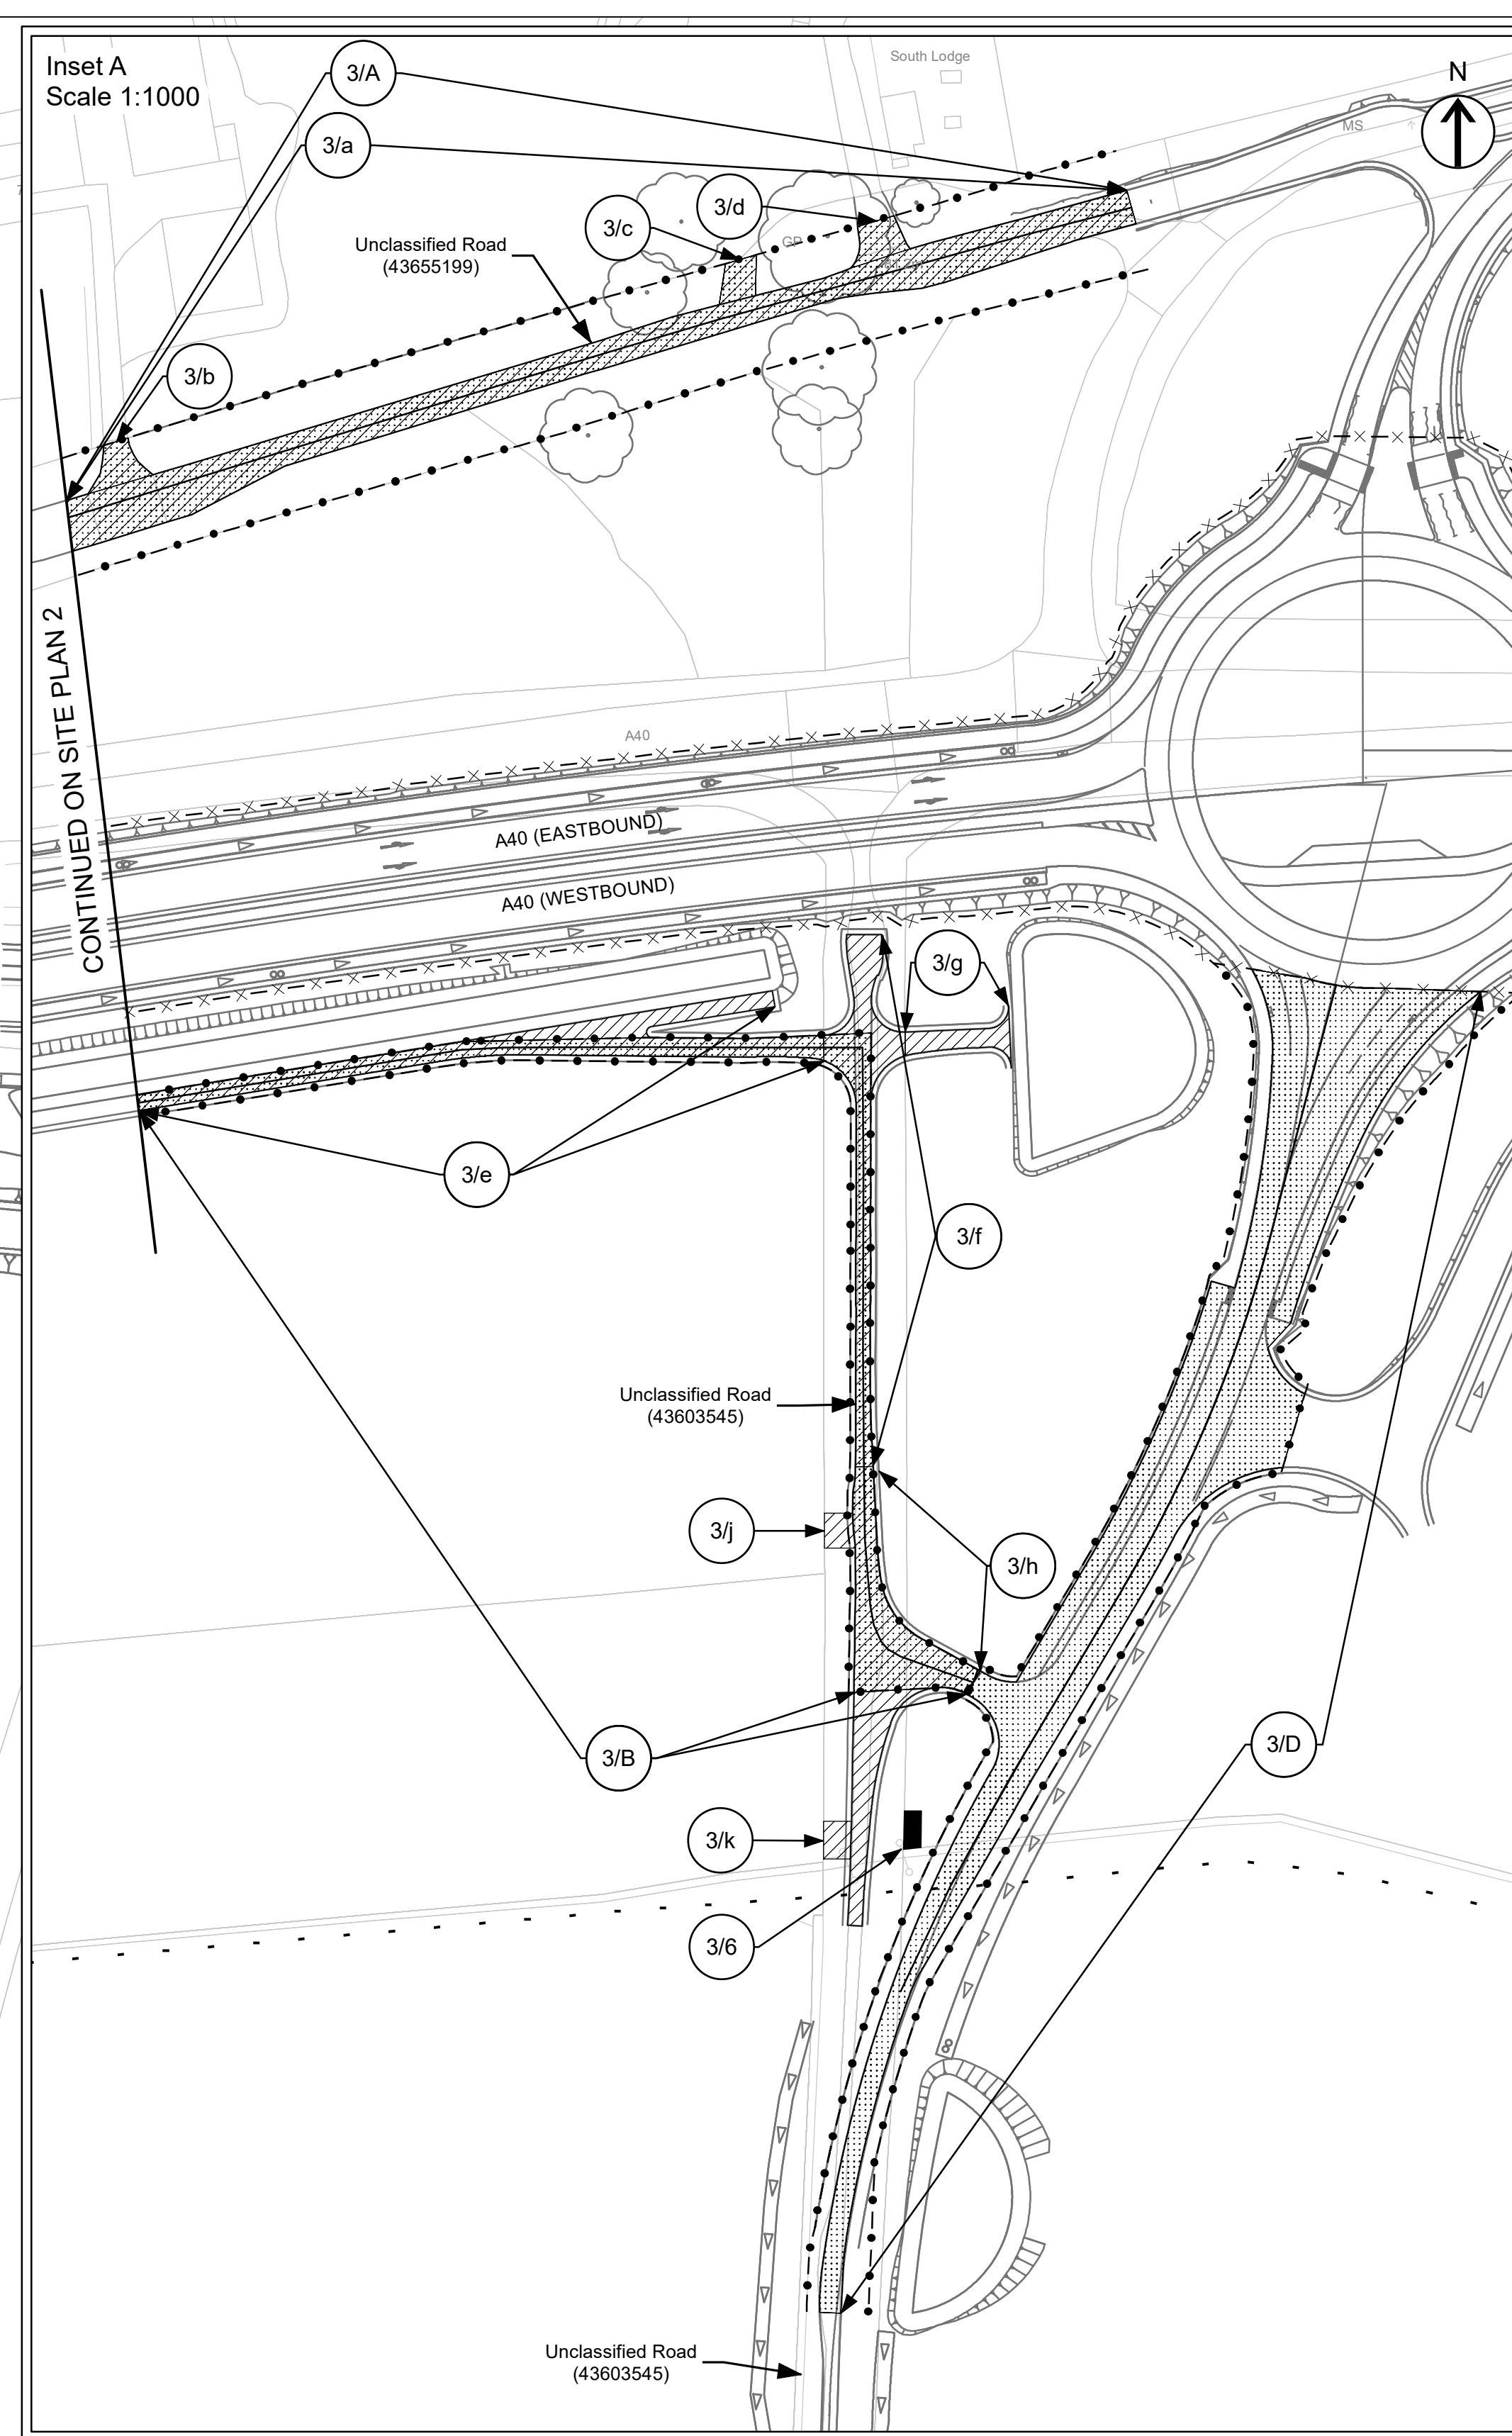 Inset A
Scale 1:1000
3/A
South Lodge
N
MS
3/a
3/d
3/c
Unclassified Road
(43655199)
GP
3/b
CONTINUED ON SITE PLAN 2
A40
A40 (EASTBOUND)
A40 (WESTBOUND)
3/g
3/e
3/f
Unclassified Road
(43603545)
3/j
3/h
3/B
3/D
3/k
3/6
Unclassified Road
(43603545)